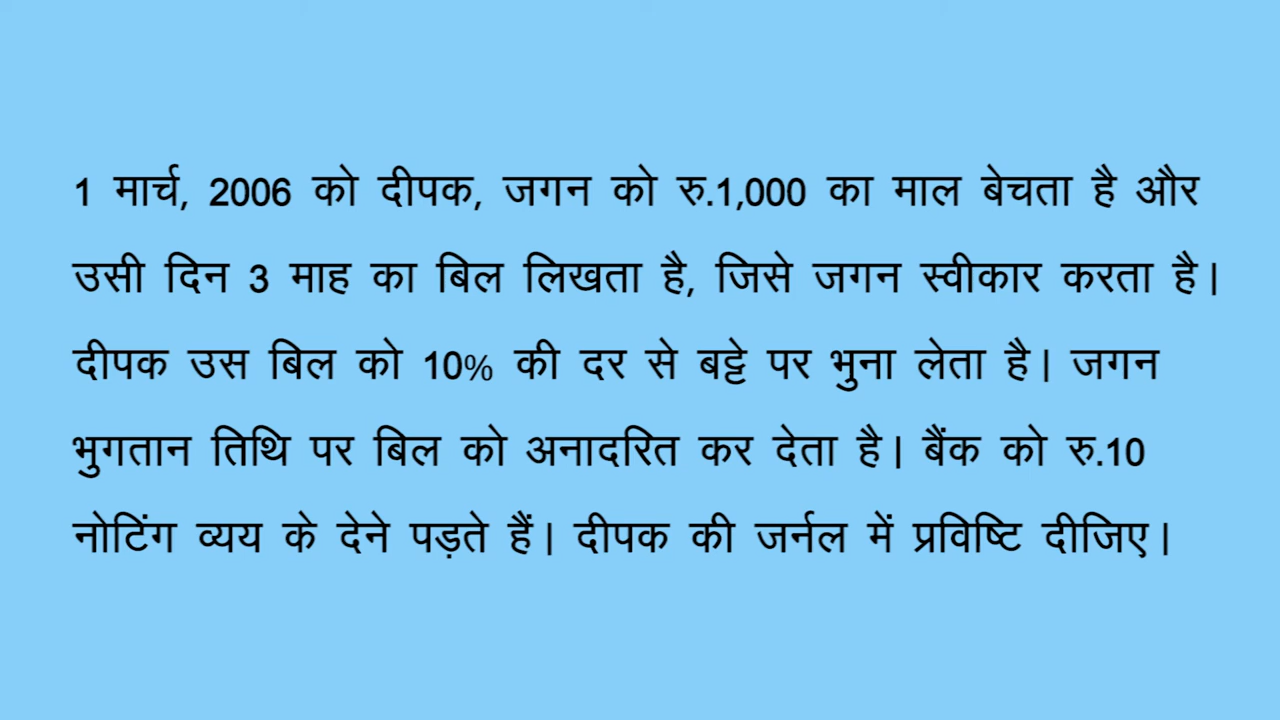 1 मार्च, 2006 को दीपक, जगन को रु.1,000 का माल बेचता है और
उसी दिन 3 माह का बिल लिखता है, जिसे जगन स्वीकार करता है।
दीपक उस बिल को 10% की दर से बट्टे पर भुना लेता है। जगन
भुगतान तिथि पर बिल को अनादरित कर देता है। बैंक को रु.10
नोटिंग व्यय के देने पड़ते हैं। दीपक की जर्नल में प्रविष्टि दीजिए।